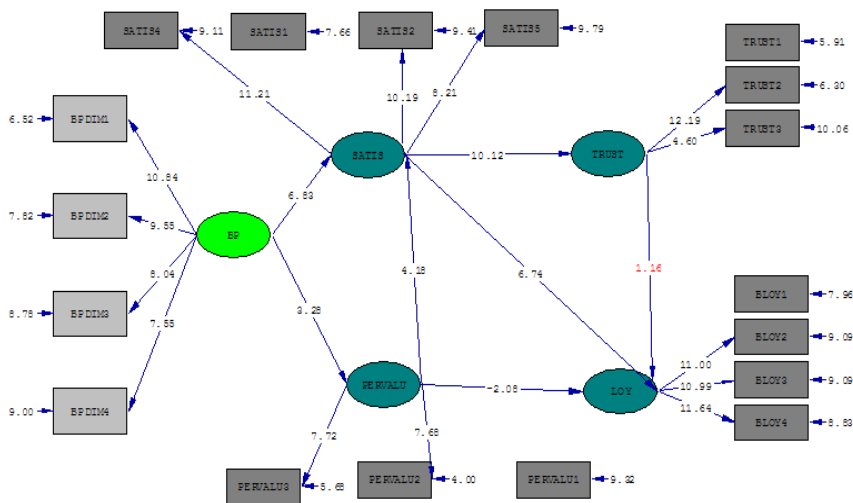 SATIS4
9.11
SATIS1
7.66
SATIS2
9.41
SATIS5
9.79
TRUST1
5.91
TRUST2
6.30
TRUST3
10.06
11.21
10.19
8.21
12.19
4.60
6.52
BPDIM1
SATIS
10.12
TRUST
10.84
6.83
7.82
BPDIM2
9.55
BP
8.04
7.55
4.18
6.74
1.16
3.28
8.78
BPDIM3
BLOY1
7.96
BLOY2
9.09
BLOY3
9.09
BLOY4
8.83
11.00
10.99
11.64
PERVALU
-2.08
LOY
9.00
BPDIM4
7.72
7.68
PERVALU3
5.68
PERVALU2
4.00
PERVALU1
9.32